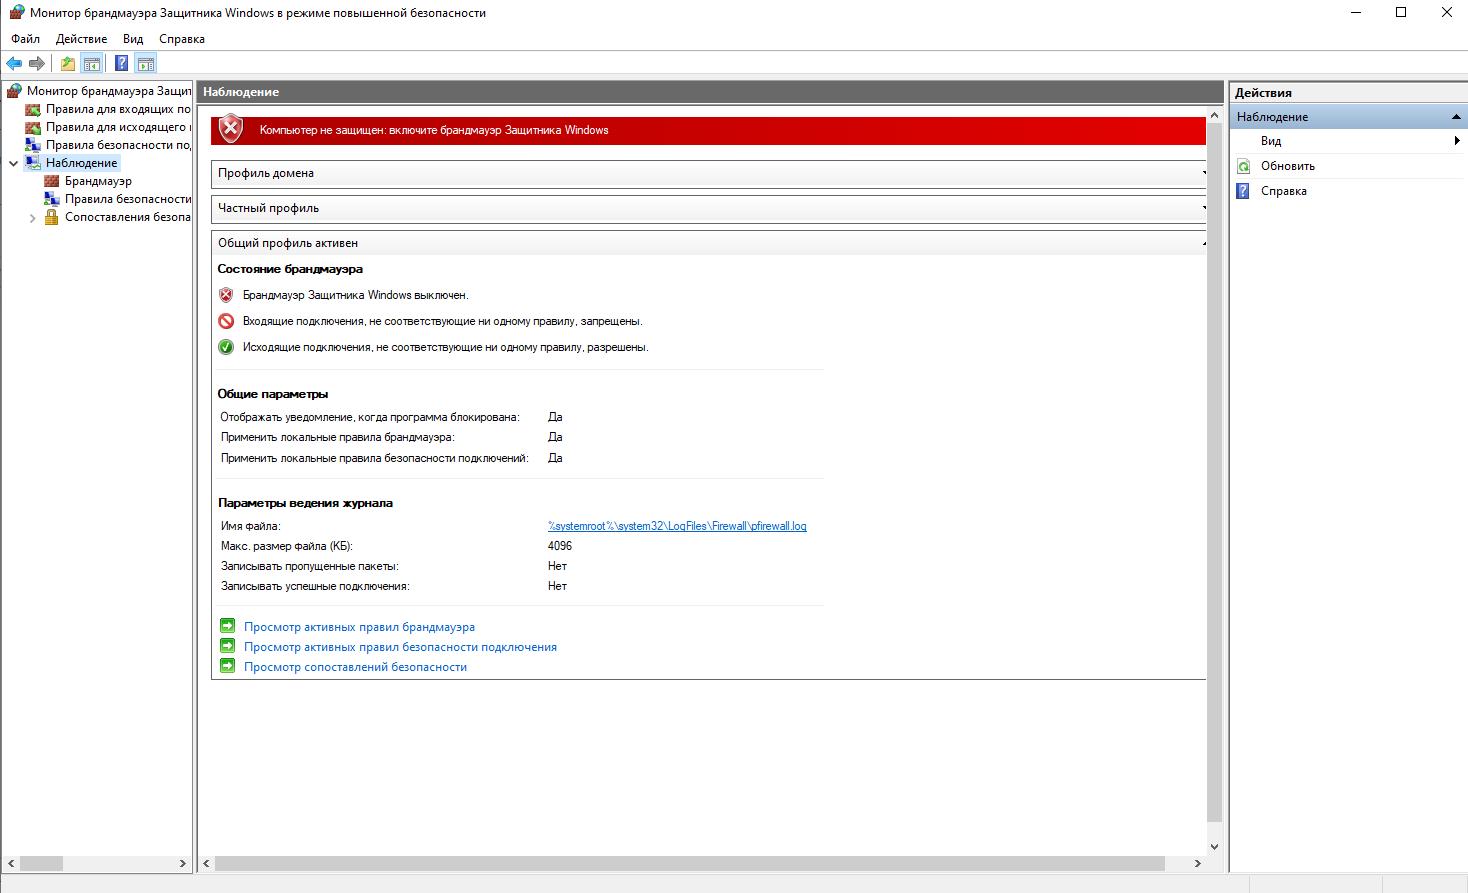 Монитор брандмауэра Защитника Windows в режиме повышенной безопасности
Файл Действие Вид Справка
Монитор брандмауэра Защит
Правила для входящих по
Правила для исходящего
Правила безопасности по
Наблюдение
Брандмауэр
Правила безопасности
Сопоставления безопа
Наблюдение
Компьютер не защищен: включите брандмауэр Защитника Windows
Профиль домена
Частный профиль
Общий профиль активен
Состояние брандмауэра
Брандмауэр Защитника Windows выключен.
Входящие подключения, не соответствующие ни одному правилу, запрещены.
Исходящие подключения, не соответствующие ни одному правилу, разрешены.
Общие параметры
Отображать уведомление, когда программа блокирована: Да
Применить локальные правила брандмауэра: Да
Применить локальные правила безопасности подключений: Да
Параметры ведения журнала
Имя файла: %systemroot%\system32\LogFiles\Firewall\pfirewall.log
Макс. размер файла (КБ): 4096
Записывать пропущенные пакеты: Нет
Записывать успешные подключения: Нет
Просмотр активных правил брандмауэра
Просмотр активных правил безопасности подключения
Просмотр сопоставлений безопасности
Действия
Наблюдение
Вид
Обновить
Справка